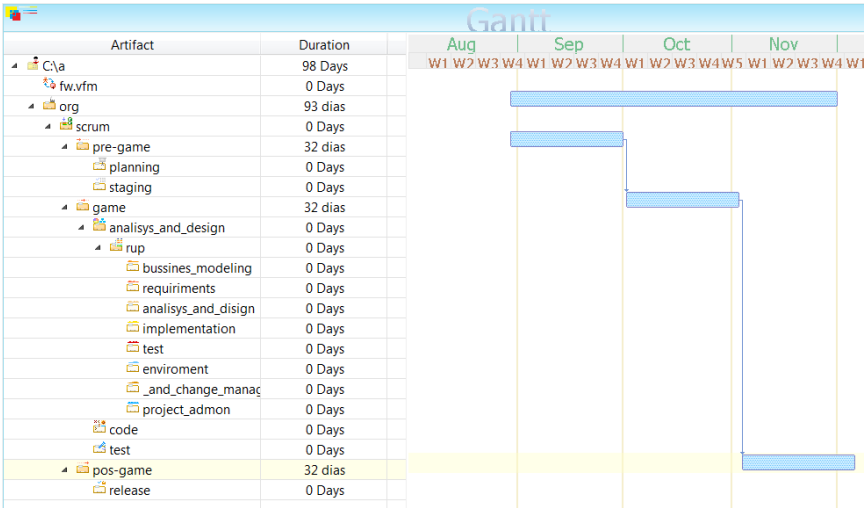 Gantt
Artifact Duration Aug Sep Oct Nov
W1 W2 W3 W4 W1 W2 W3 W4 W1 W2 W3 W4 W5 W1 W2 W3 W4 W1
C:\a 98 Days
fw.vfm 0 Days
org 93 dias
scrum 0 Days
pre-game 32 dias
planning 0 Days
staging 0 Days
game 32 dias
analisys_and_design 0 Days
rup 0 Days
bussines_modeling 0 Days
requiriments 0 Days
analisys_and_disign 0 Days
implementation 0 Days
test 0 Days
enviroment 0 Days
_and_change_manag 0 Days
project_admon 0 Days
code 0 Days
test 0 Days
pos-game 32 dias
release 0 Days